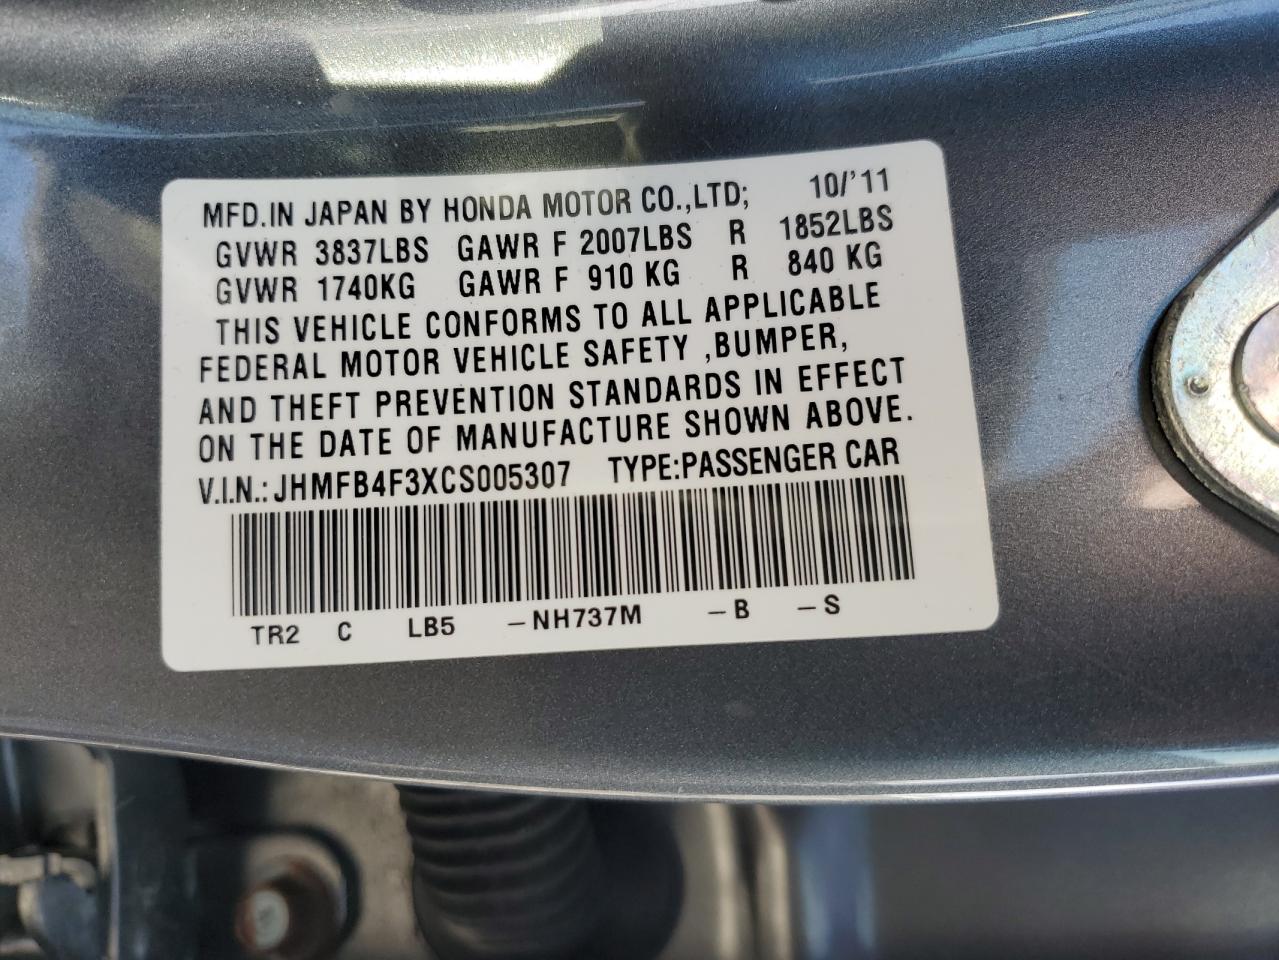 MFD.IN JAPAN BY HONDA MOTOR CO.,LTD; 10/'11
GVWR 3837LBS GAWR F 2007LBS R 1852LBS
GVWR 1740KG GAWR F 910 KG R 840 KG
THIS VEHICLE CONFORMS TO ALL APPLICABLE
FEDERAL MOTOR VEHICLE SAFETY ,BUMPER,
AND THEFT PREVENTION STANDARDS IN EFFECT
ON THE DATE OF MANUFACTURE SHOWN ABOVE.
V.I.N.: JHMFB4F3XCS005307 TYPE:PASSENGER CAR
TR2 C LB5 –NH737M –B –S